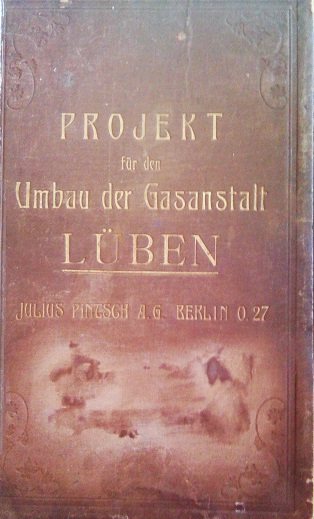 PROJEKT
für den
Umbau der Gasanstalt
LÜBEN
JULIUS PINTSCH A.G. BERLIN O. 27